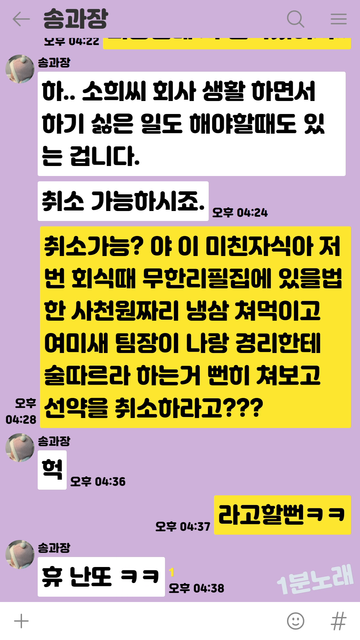 송과장
오후 04:22
송과장
하.. 소희씨 회사 생활 하면서
하기 싫은 일도 해야할때도 있
는 겁니다.
취소 가능하시죠.
오후 04:24
취소가능? 야 이 미친자식아 저
번 회식때 무한리필집에 있을법
한 사천원짜리 냉삼 쳐먹이고
여미새 팀장이 나랑 경리한테
술따르라 하는거 뻔히 쳐보고
선약을 취소하라고???
오후
04:28
송과장
헉
오후 04:36
라고할뻔ㅋㅋ
오후 04:37
송과장
휴 난또 ㅋㅋ
1
오후 04:38
1분노래